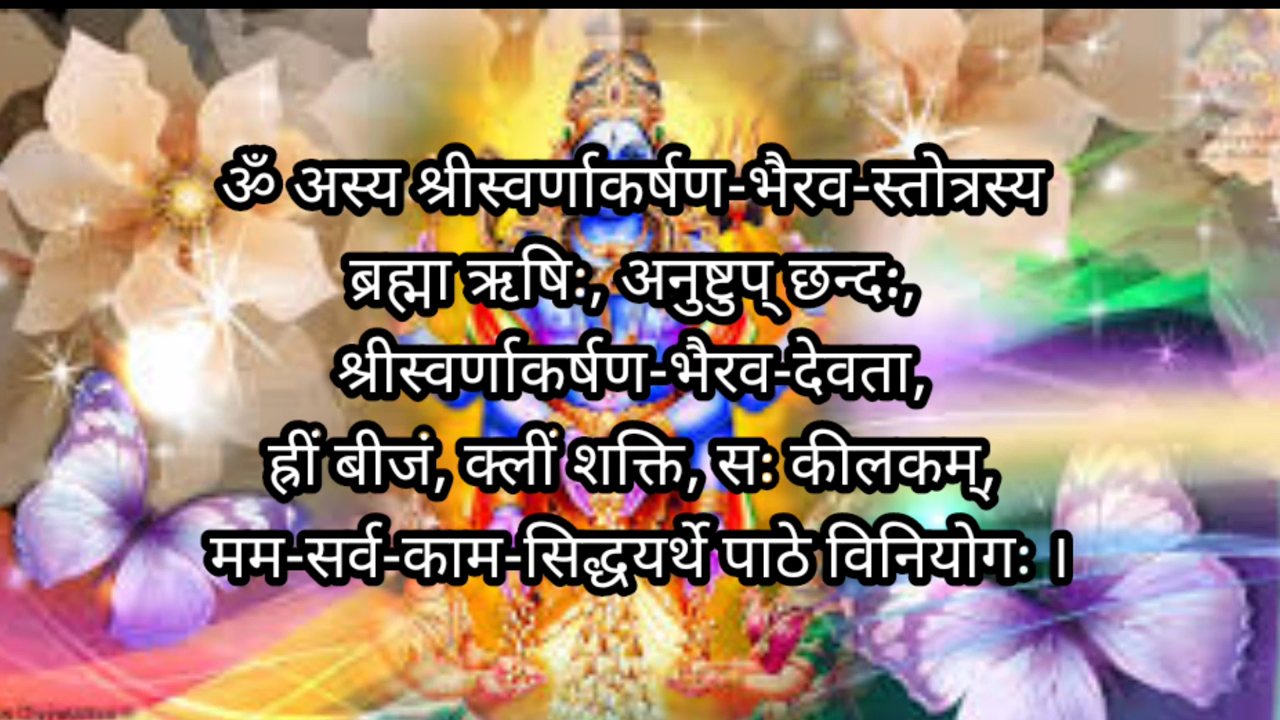 ॐ अस्य श्रीस्वर्णाकर्षण-भैरव-स्तोत्रस्य
ब्रह्मा ऋषिः, अनुष्टुप् छन्दः,
श्रीस्वर्णाकर्षण-भैरव-देवता,
ह्रीं बीजं, क्लीं शक्ति, सः कीलकम्,
मम-सर्व-काम-सिद्धयर्थे पाठे विनियोगः ।